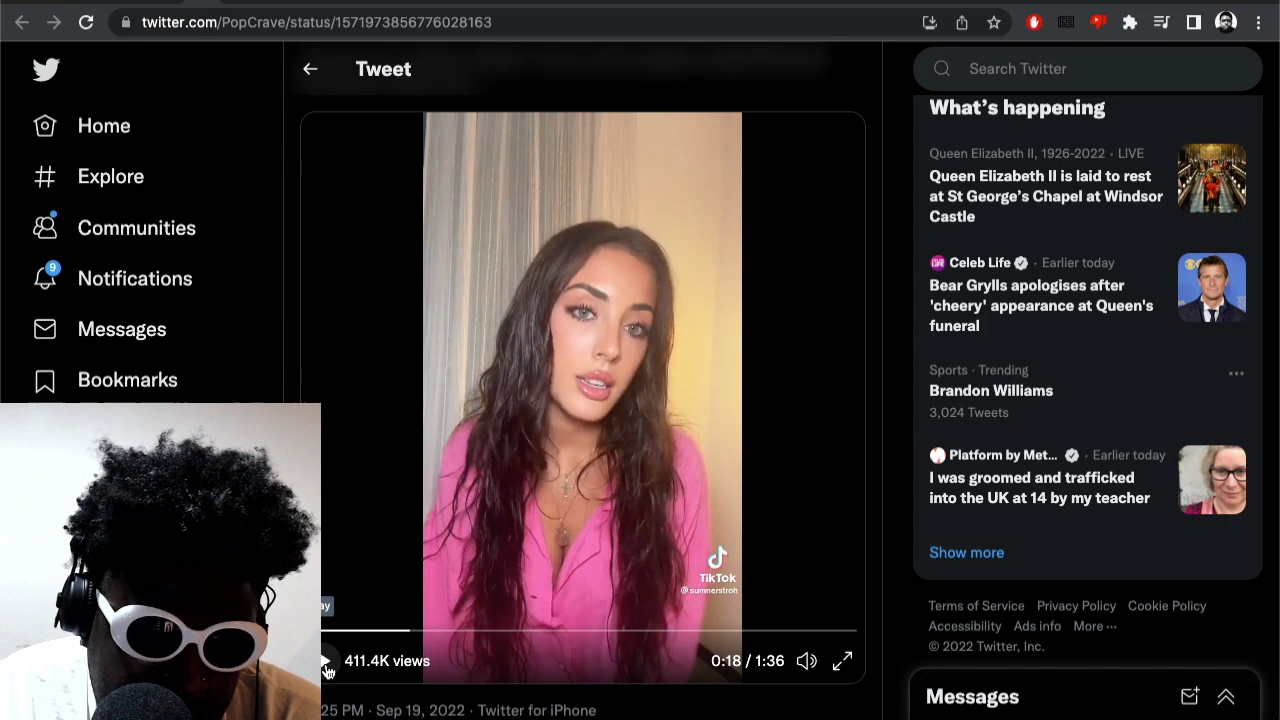 twitter.com/PopCrave/status/1571973856776028163
Home
Explore
Communities
9
Notifications
Messages
Bookmarks
Tweet
TikTok
@sumnerstroh
411.4K views
0:18 / 1:36
25 PM · Sep 19, 2022 · Twitter for iPhone
Search Twitter
What's happening
Queen Elizabeth II, 1926-2022 · LIVE
Queen Elizabeth II is laid to rest
at St George's Chapel at Windsor
Castle
LIVE Celeb Life · Earlier today
Bear Grylls apologises after
'cheery' appearance at Queen's
funeral
Sports · Trending
Brandon Williams
3,024 Tweets
Platform by Met... · Earlier today
I was groomed and trafficked
into the UK at 14 by my teacher
Show more
Terms of Service Privacy Policy Cookie Policy
Accessibility Ads info More ···
© 2022 Twitter, Inc.
Messages